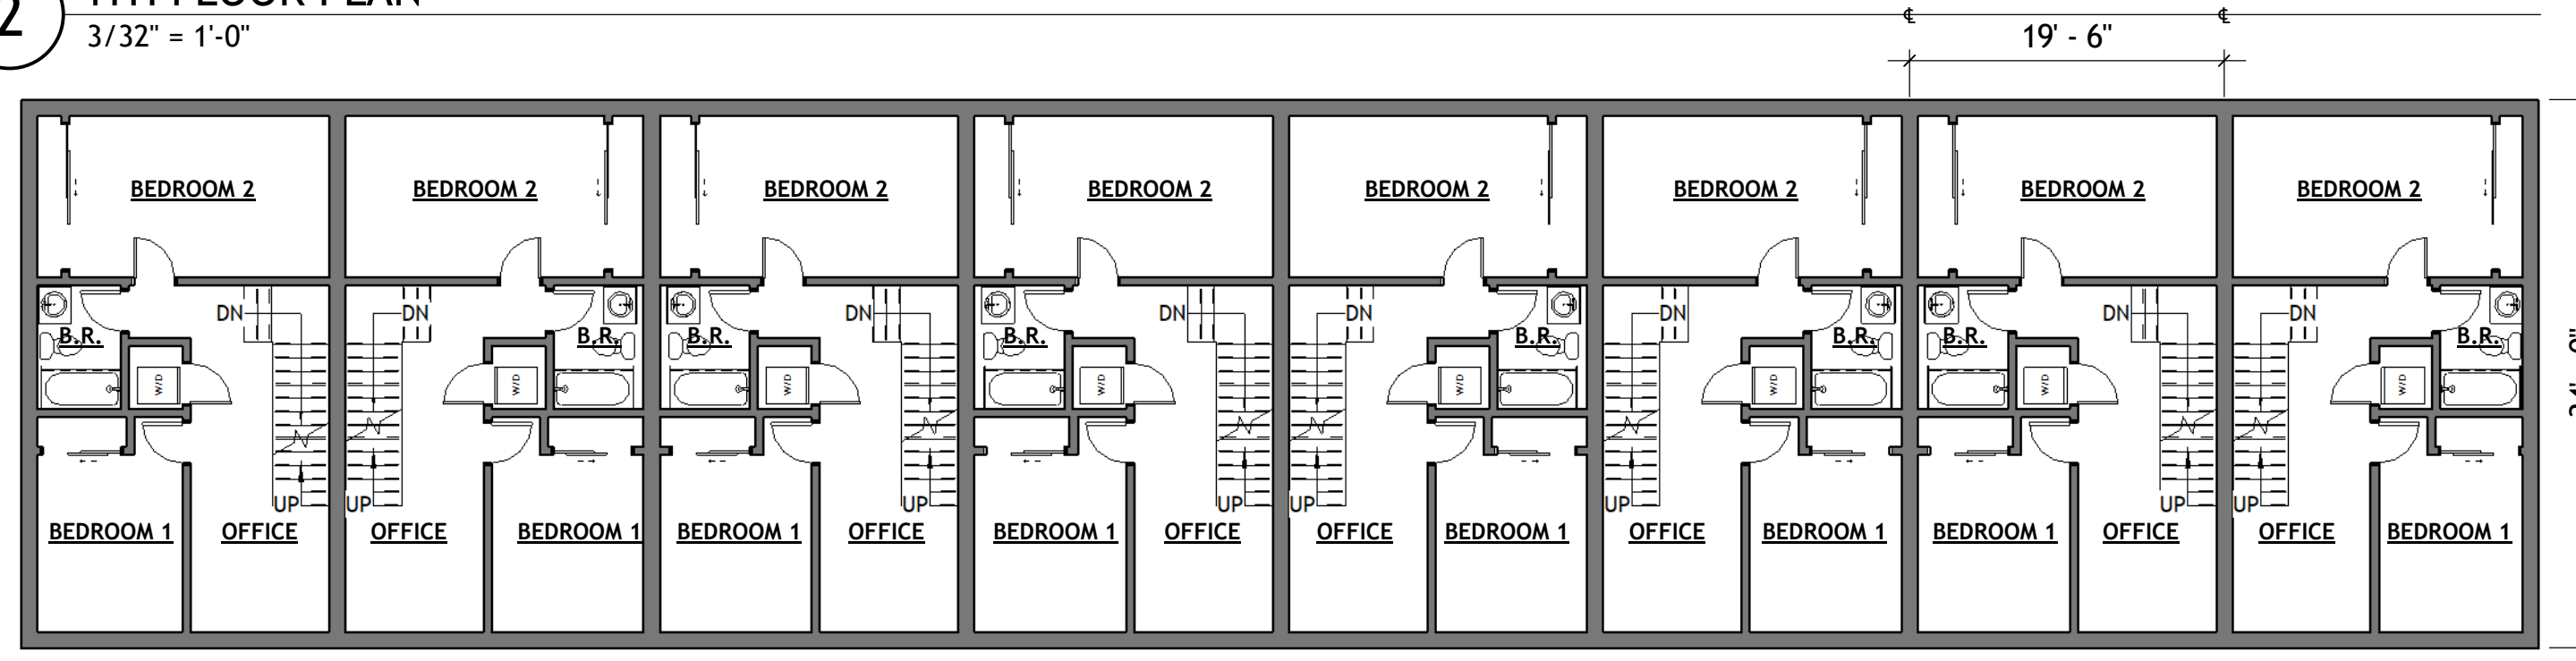 2
FLOOR PLAN
3/32" = 1'-0"
℄ ℄
19' - 6"
BEDROOM 2 BEDROOM 2 BEDROOM 2 BEDROOM 2 BEDROOM 2 BEDROOM 2 BEDROOM 2 BEDROOM 2
DN DN DN DN DN DN DN DN
B.R. B.R. B.R. B.R. B.R. B.R. B.R. B.R.
W/D W/D W/D W/D W/D W/D W/D W/D
UP UP UP UP UP UP UP UP
BEDROOM 1 OFFICE OFFICE BEDROOM 1 BEDROOM 1 OFFICE BEDROOM 1 OFFICE OFFICE BEDROOM 1 OFFICE BEDROOM 1 BEDROOM 1 OFFICE OFFICE BEDROOM 1